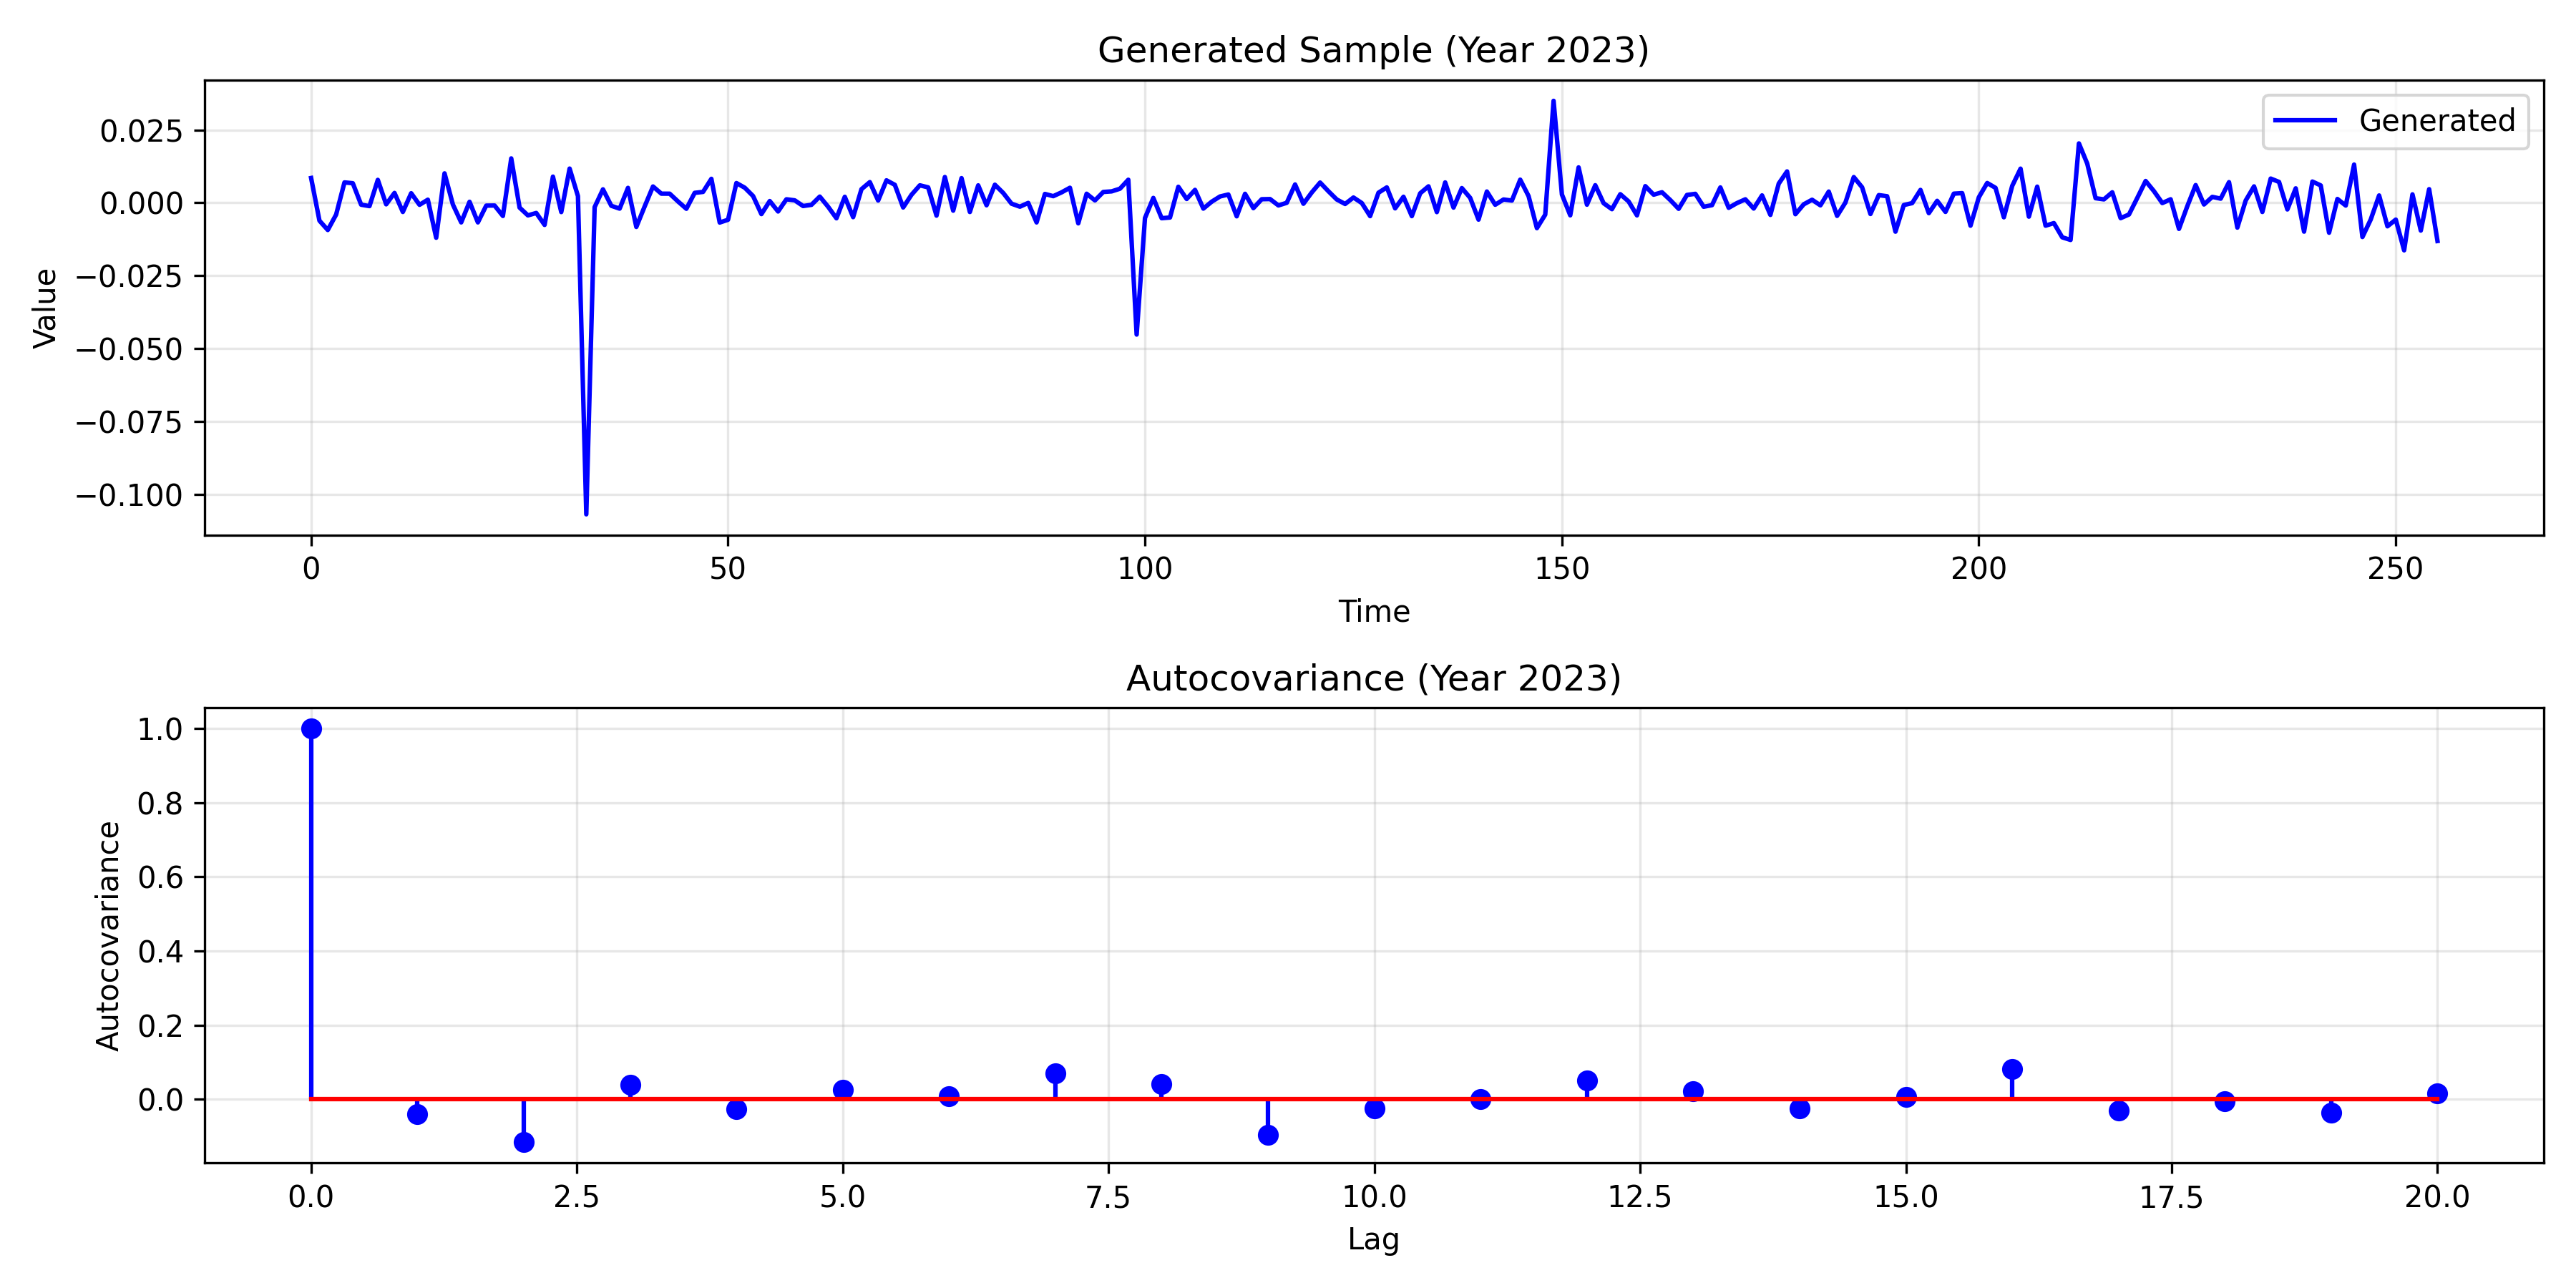 Generated Sample (Year 2023)
Generated
0.025
0.000
−0.025
−0.050
−0.075
−0.100
Value
0 50 100 150 200 250
Time
Autocovariance (Year 2023)
1.0
0.8
0.6
0.4
0.2
0.0
Autocovariance
0.0 2.5 5.0 7.5 10.0 12.5 15.0 17.5 20.0
Lag